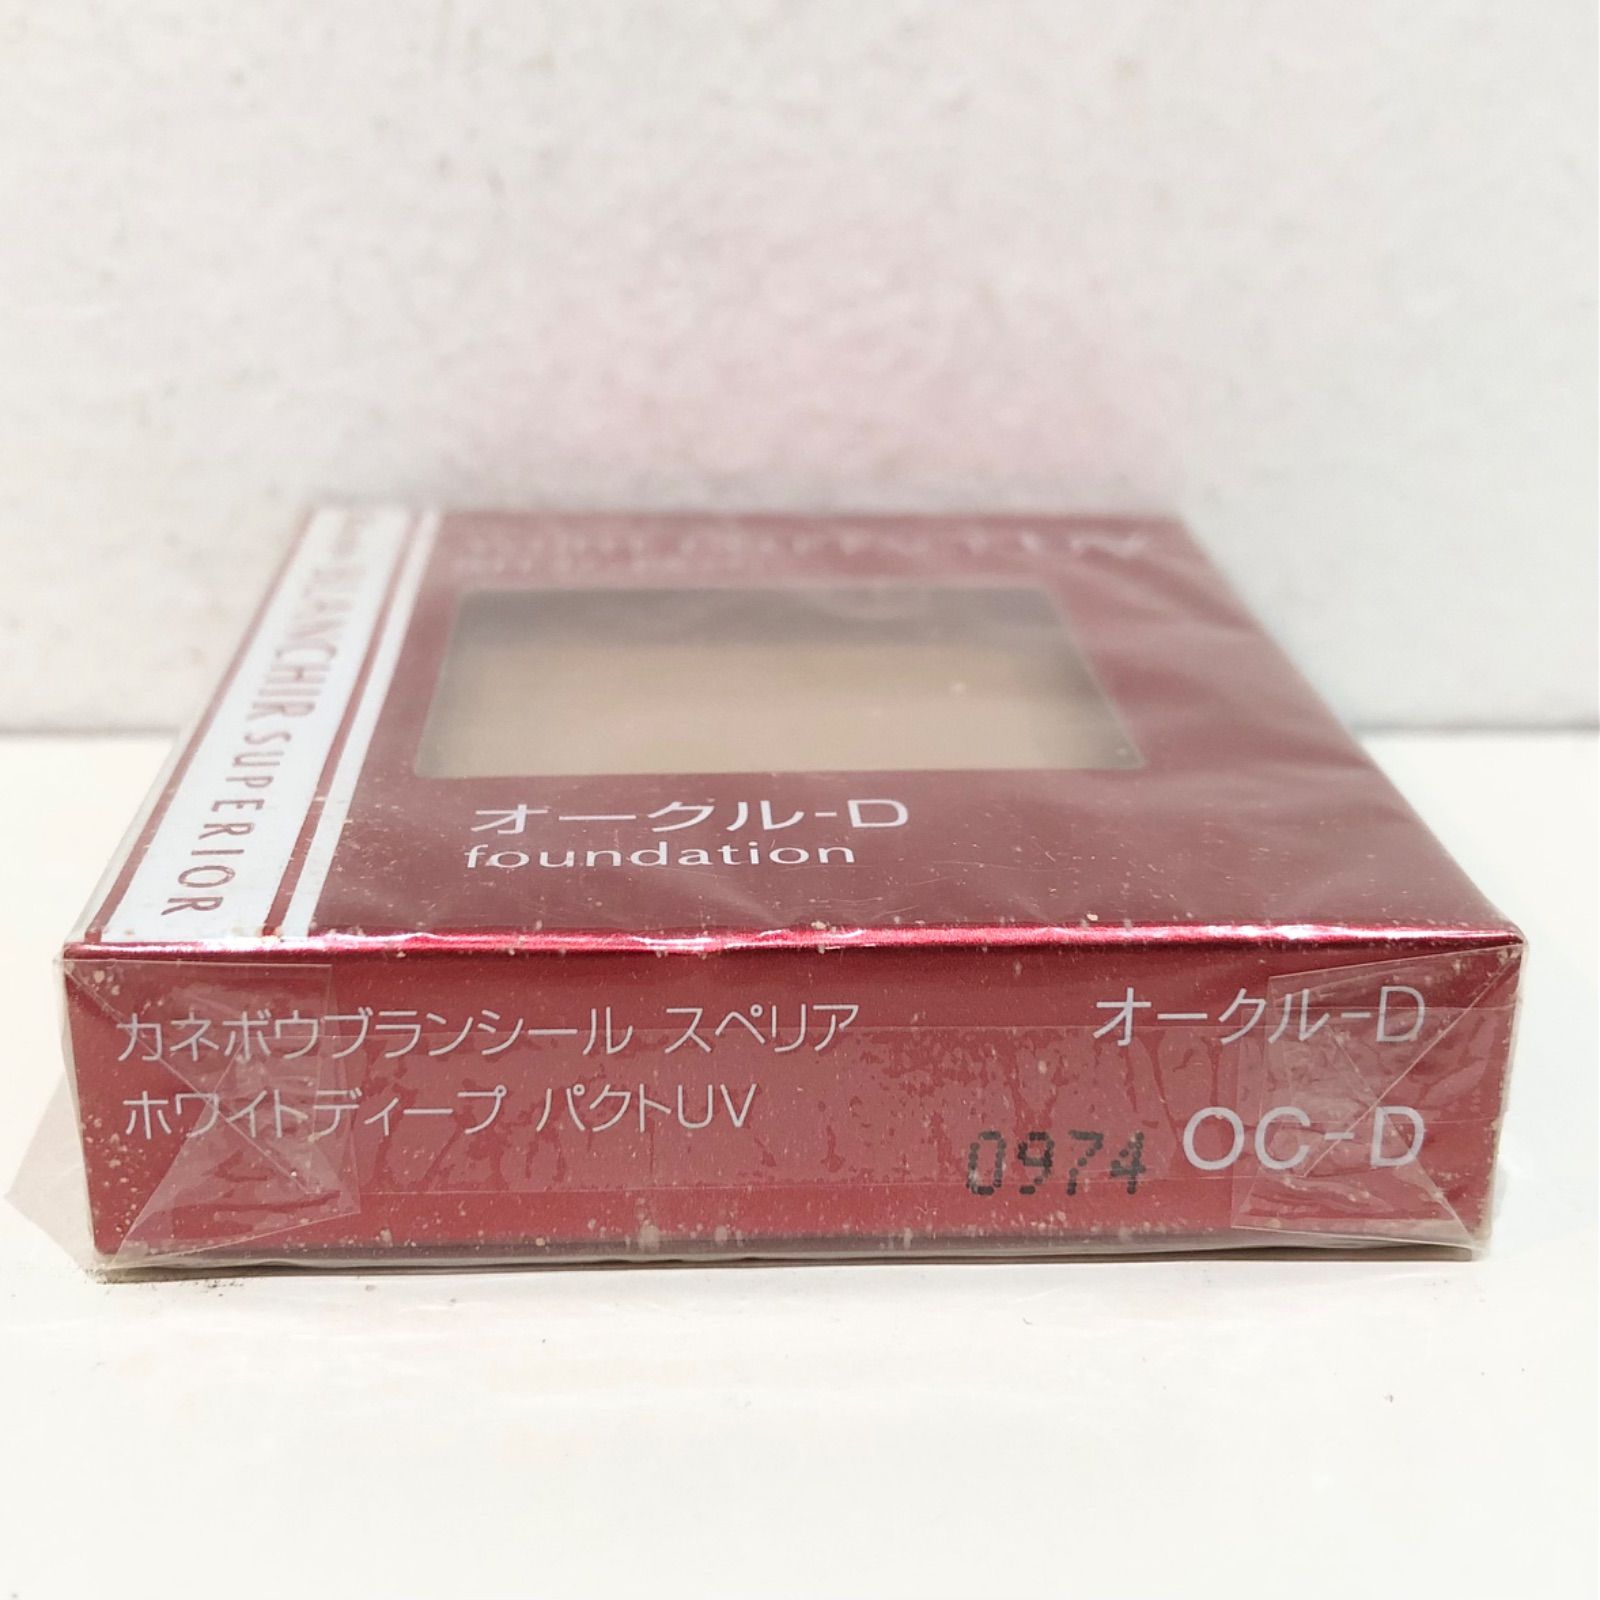 BLANCHIR SUPERIOR
オークル-D
foundation
カネボウブランシール スペリア
ホワイトディープ パクトUV
オークル-D
OC-D
0974